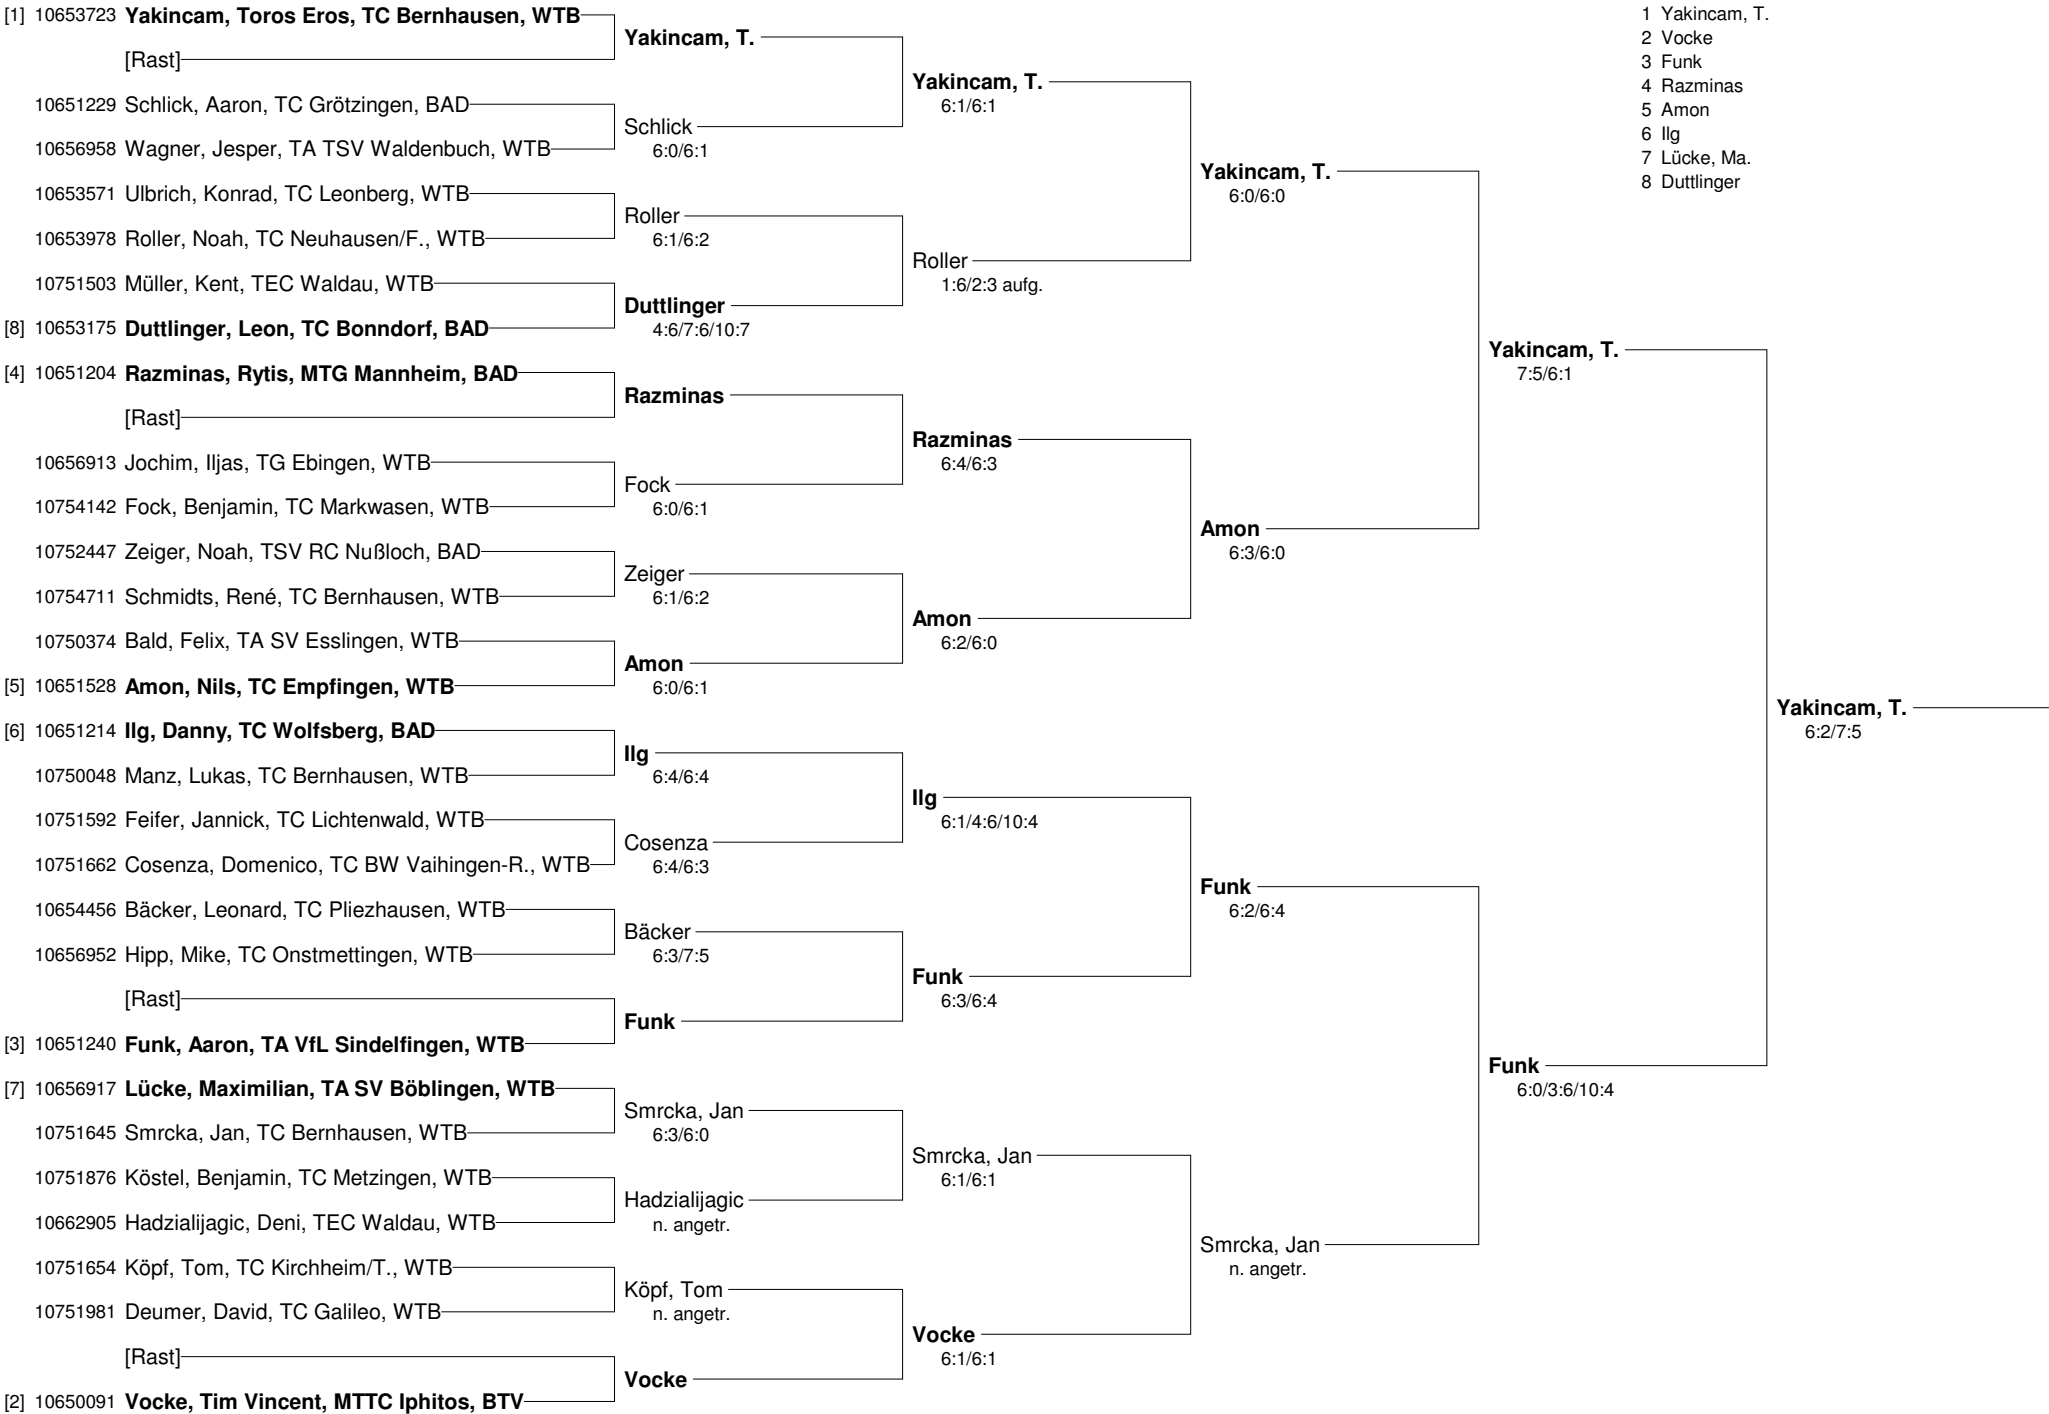 [1] 10653723 Yakincam, Toros Eros, TC Bernhausen, WTB
[Rast]
10651229 Schlick, Aaron, TC Grötzingen, BAD
10656958 Wagner, Jesper, TA TSV Waldenbuch, WTB
10653571 Ulbrich, Konrad, TC Leonberg, WTB
10653978 Roller, Noah, TC Neuhausen/F., WTB
10751503 Müller, Kent, TEC Waldau, WTB
[8] 10653175 Duttlinger, Leon, TC Bonndorf, BAD
[4] 10651204 Razminas, Rytis, MTG Mannheim, BAD
[Rast]
10656913 Jochim, Iljas, TG Ebingen, WTB
10754142 Fock, Benjamin, TC Markwasen, WTB
10752447 Zeiger, Noah, TSV RC Nußloch, BAD
10754711 Schmidts, René, TC Bernhausen, WTB
10750374 Bald, Felix, TA SV Esslingen, WTB
[5] 10651528 Amon, Nils, TC Empfingen, WTB
[6] 10651214 Ilg, Danny, TC Wolfsberg, BAD
10750048 Manz, Lukas, TC Bernhausen, WTB
10751592 Feifer, Jannick, TC Lichtenwald, WTB
10751662 Cosenza, Domenico, TC BW Vaihingen-R., WTB
10654456 Bäcker, Leonard, TC Pliezhausen, WTB
10656952 Hipp, Mike, TC Onstmettingen, WTB
[Rast]
[3] 10651240 Funk, Aaron, TA VfL Sindelfingen, WTB
[7] 10656917 Lücke, Maximilian, TA SV Böblingen, WTB
10751645 Smrcka, Jan, TC Bernhausen, WTB
10751876 Köstel, Benjamin, TC Metzingen, WTB
10662905 Hadzialijagic, Deni, TEC Waldau, WTB
10751654 Köpf, Tom, TC Kirchheim/T., WTB
10751981 Deumer, David, TC Galileo, WTB
[Rast]
[2] 10650091 Vocke, Tim Vincent, MTTC Iphitos, BTV
Yakincam, T.
Schlick
6:0/6:1
Roller
6:1/6:2
Duttlinger
4:6/7:6/10:7
Razminas
Fock
6:0/6:1
Zeiger
6:1/6:2
Amon
6:0/6:1
Ilg
6:4/6:4
Cosenza
6:4/6:3
Bäcker
6:3/7:5
Funk
Smrcka, Jan
6:3/6:0
Hadzialijagic
n. angetr.
Köpf, Tom
n. angetr.
Vocke
Yakincam, T.
6:1/6:1
Roller
1:6/2:3 aufg.
Razminas
6:4/6:3
Amon
6:2/6:0
Ilg
6:1/4:6/10:4
Funk
6:3/6:4
Smrcka, Jan
6:1/6:1
Vocke
6:1/6:1
Yakincam, T.
6:0/6:0
Amon
6:3/6:0
Funk
6:2/6:4
Smrcka, Jan
n. angetr.
Yakincam, T.
7:5/6:1
Funk
6:0/3:6/10:4
Yakincam, T.
6:2/7:5
1 Yakincam, T.
2 Vocke
3 Funk
4 Razminas
5 Amon
6 Ilg
7 Lücke, Ma.
8 Duttlinger